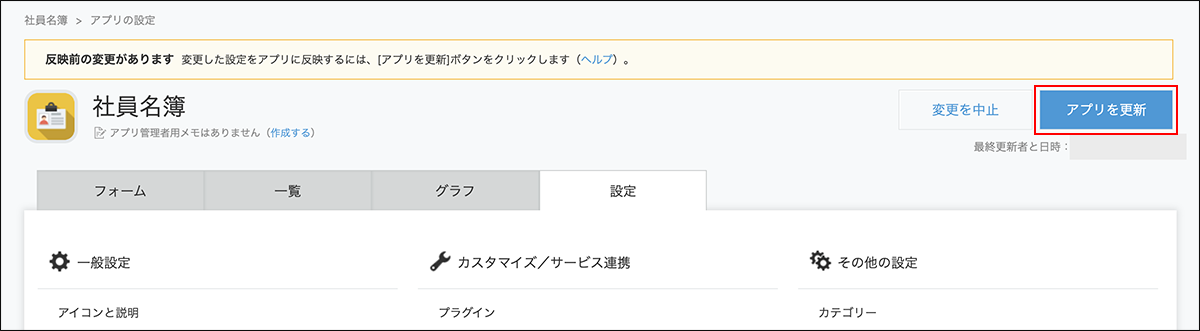 社員名簿 > アプリの設定
反映前の変更があります 変更した設定をアプリに反映するには、[アプリを更新]ボタンをクリックします（ヘルプ）。
社員名簿
アプリ管理者用メモはありません（作成する）
変更を中止
アプリを更新
最終更新者と日時：
フォーム 一覧 グラフ 設定
一般設定 カスタマイズ／サービス連携 その他の設定
アイコンと説明 プラグイン カテゴリー